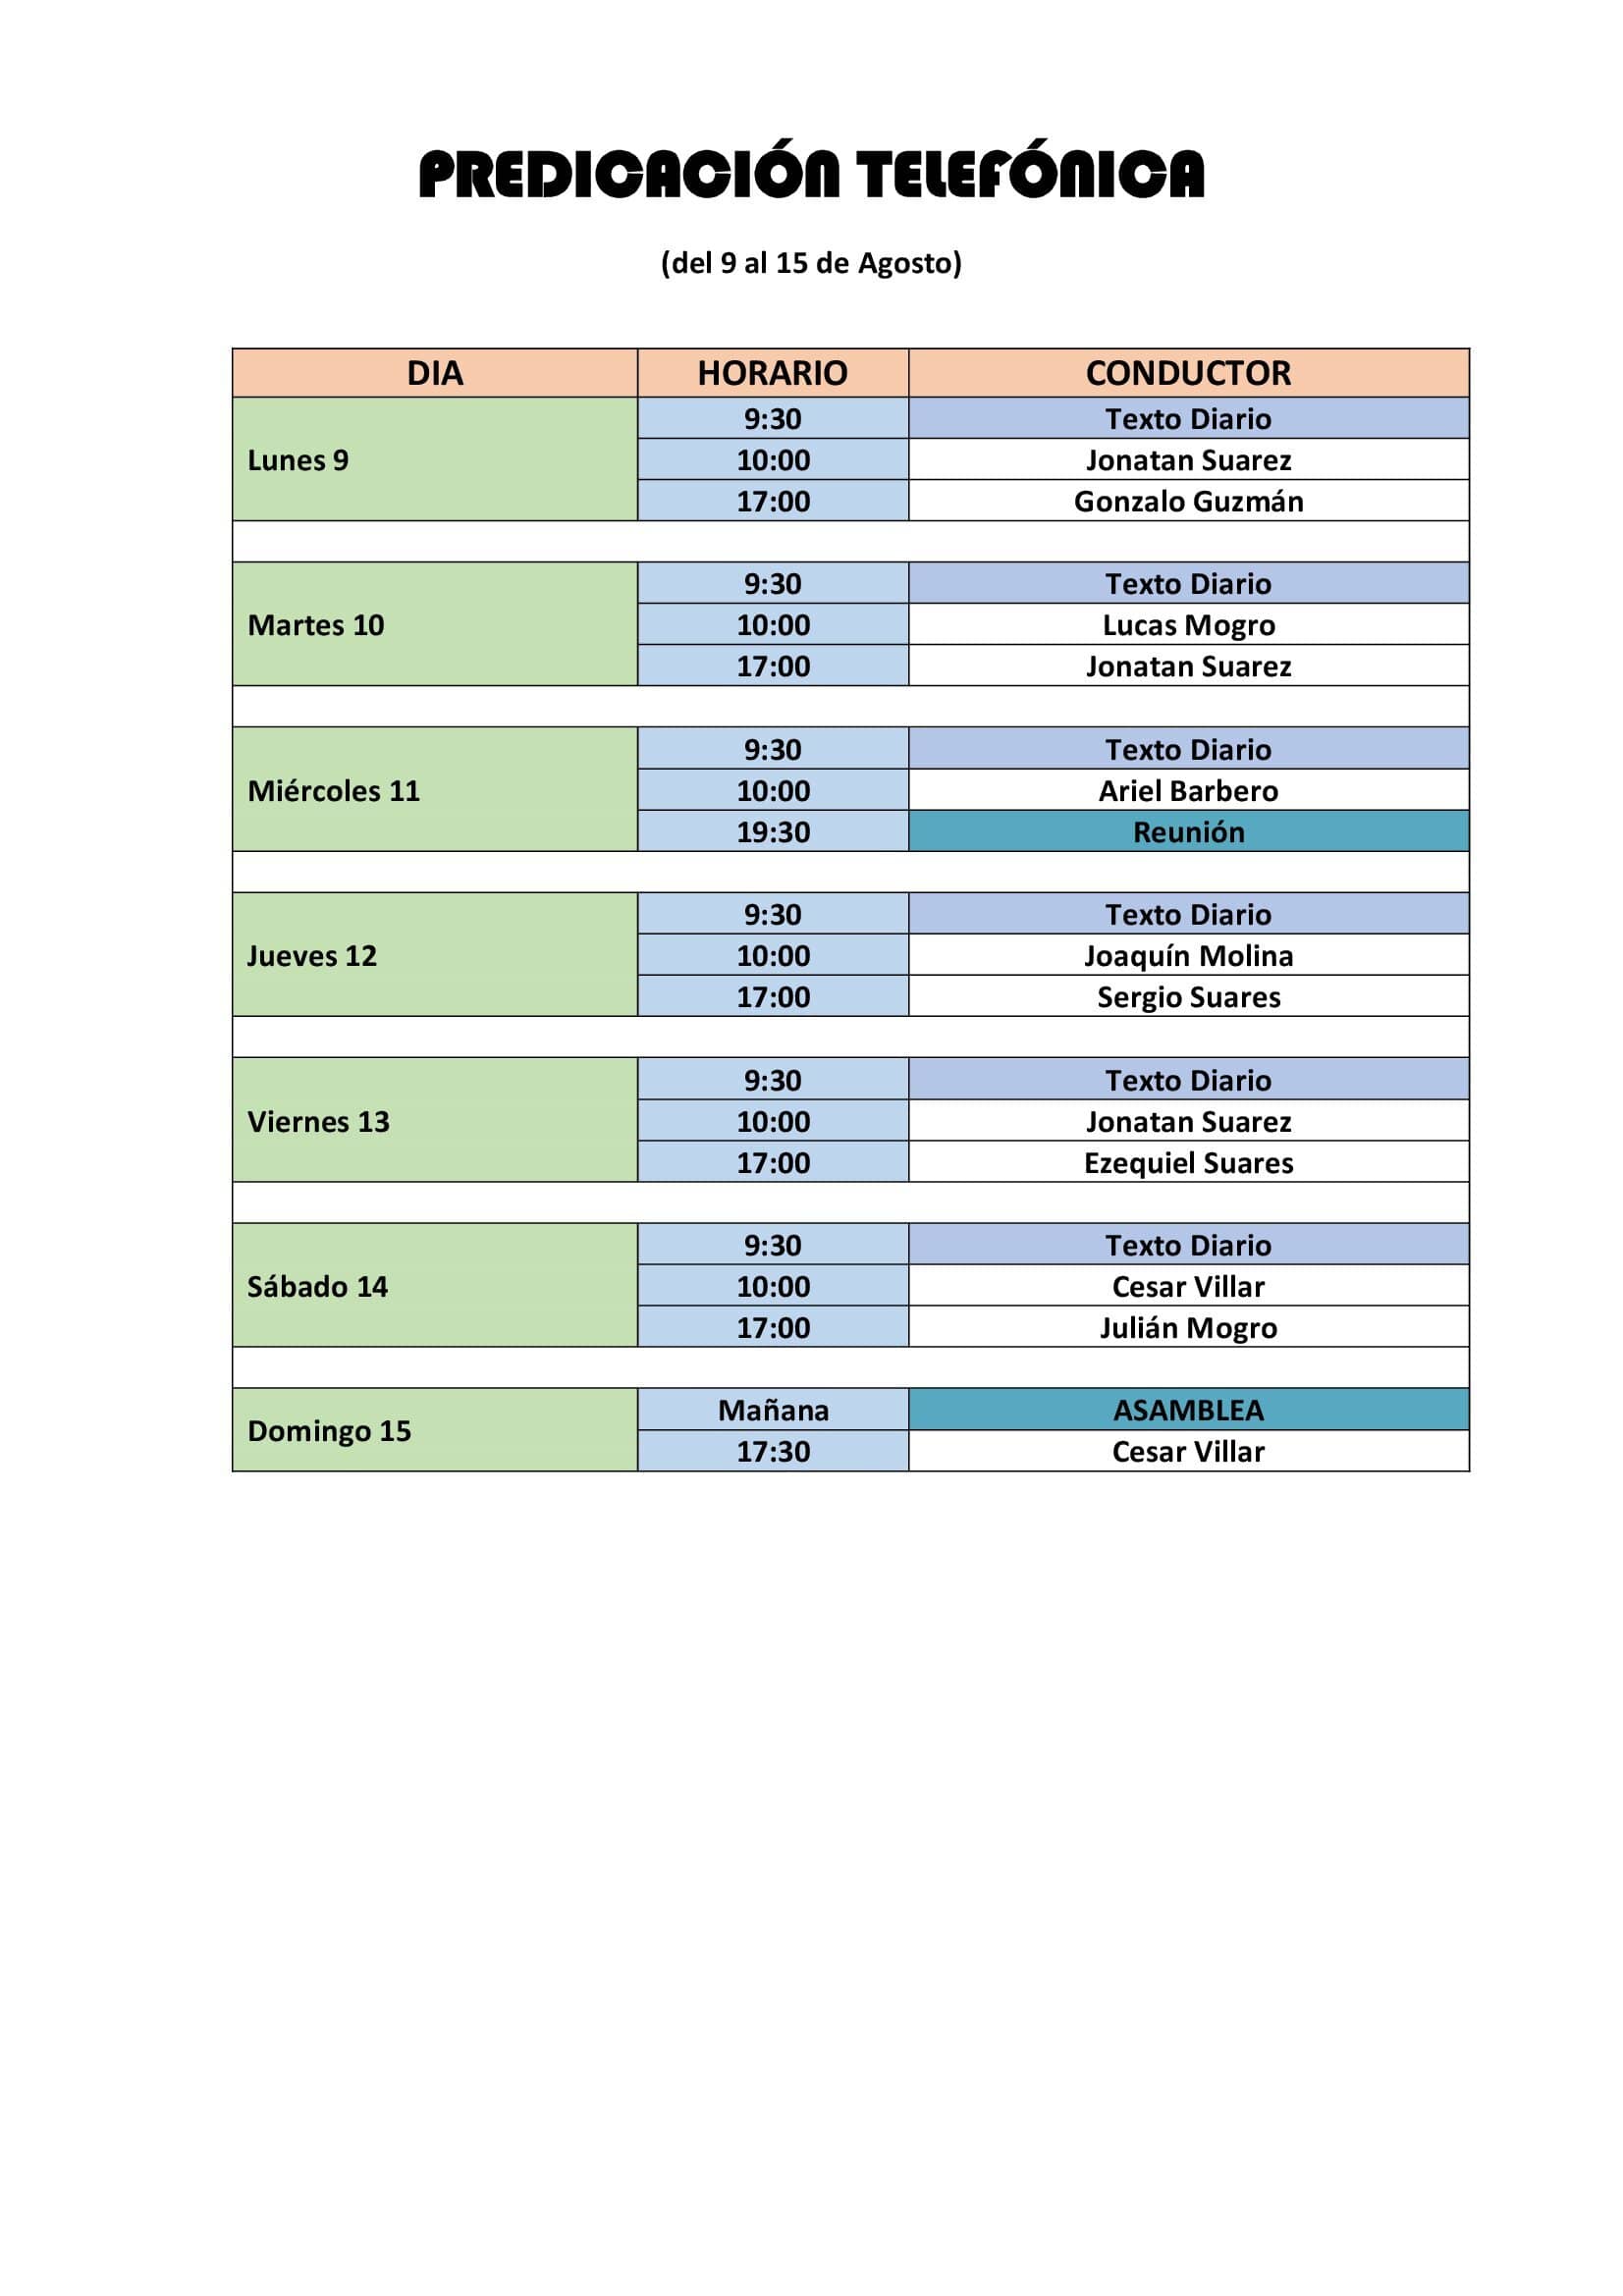 PREDICACIÓN TELEFÓNICA
(del 9 al 15 de Agosto)
DIA HORARIO CONDUCTOR
Lunes 9
9:30 Texto Diario
10:00 Jonatan Suarez
17:00 Gonzalo Guzmán
Martes 10
9:30 Texto Diario
10:00 Lucas Mogro
17:00 Jonatan Suarez
Miércoles 11
9:30 Texto Diario
10:00 Ariel Barbero
19:30 Reunión
Jueves 12
9:30 Texto Diario
10:00 Joaquín Molina
17:00 Sergio Suares
Viernes 13
9:30 Texto Diario
10:00 Jonatan Suarez
17:00 Ezequiel Suares
Sábado 14
9:30 Texto Diario
10:00 Cesar Villar
17:00 Julián Mogro
Domingo 15
Mañana ASAMBLEA
17:30 Cesar Villar